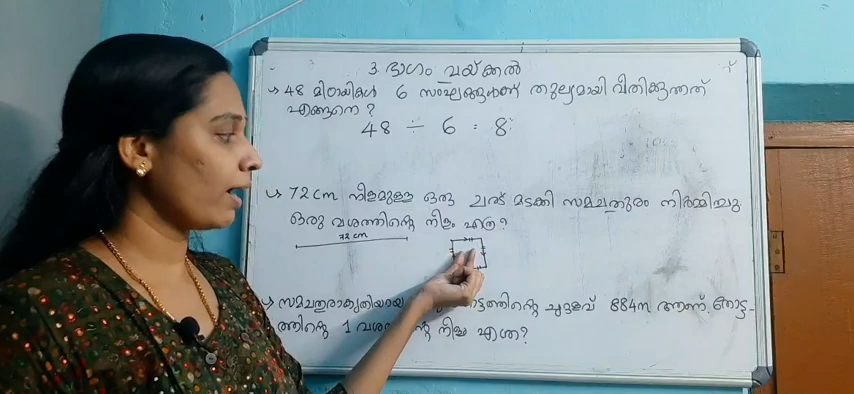 3. ഭാഗം വയ്ക്കൽ
→ 48 മിഠായികൾ 6 സംഘങ്ങൾക്ക് തുല്യമായി വീതിക്കുന്നത്
എങ്ങനെ ?
48 ÷ 6 = 8
→ 72cm നീളമുള്ള ഒരു ചരട് മടക്കി സമചതുരം നിർമ്മിച്ചു
ഒരു വശത്തിന്റെ നീളം എത്ര?
72 cm
→ സമചതുരാകൃതിയായ ചുറ്റളവ് 884m ആണ്. തോട്ട-
ത്തിന്റെ 1 നീളം എത്ര?